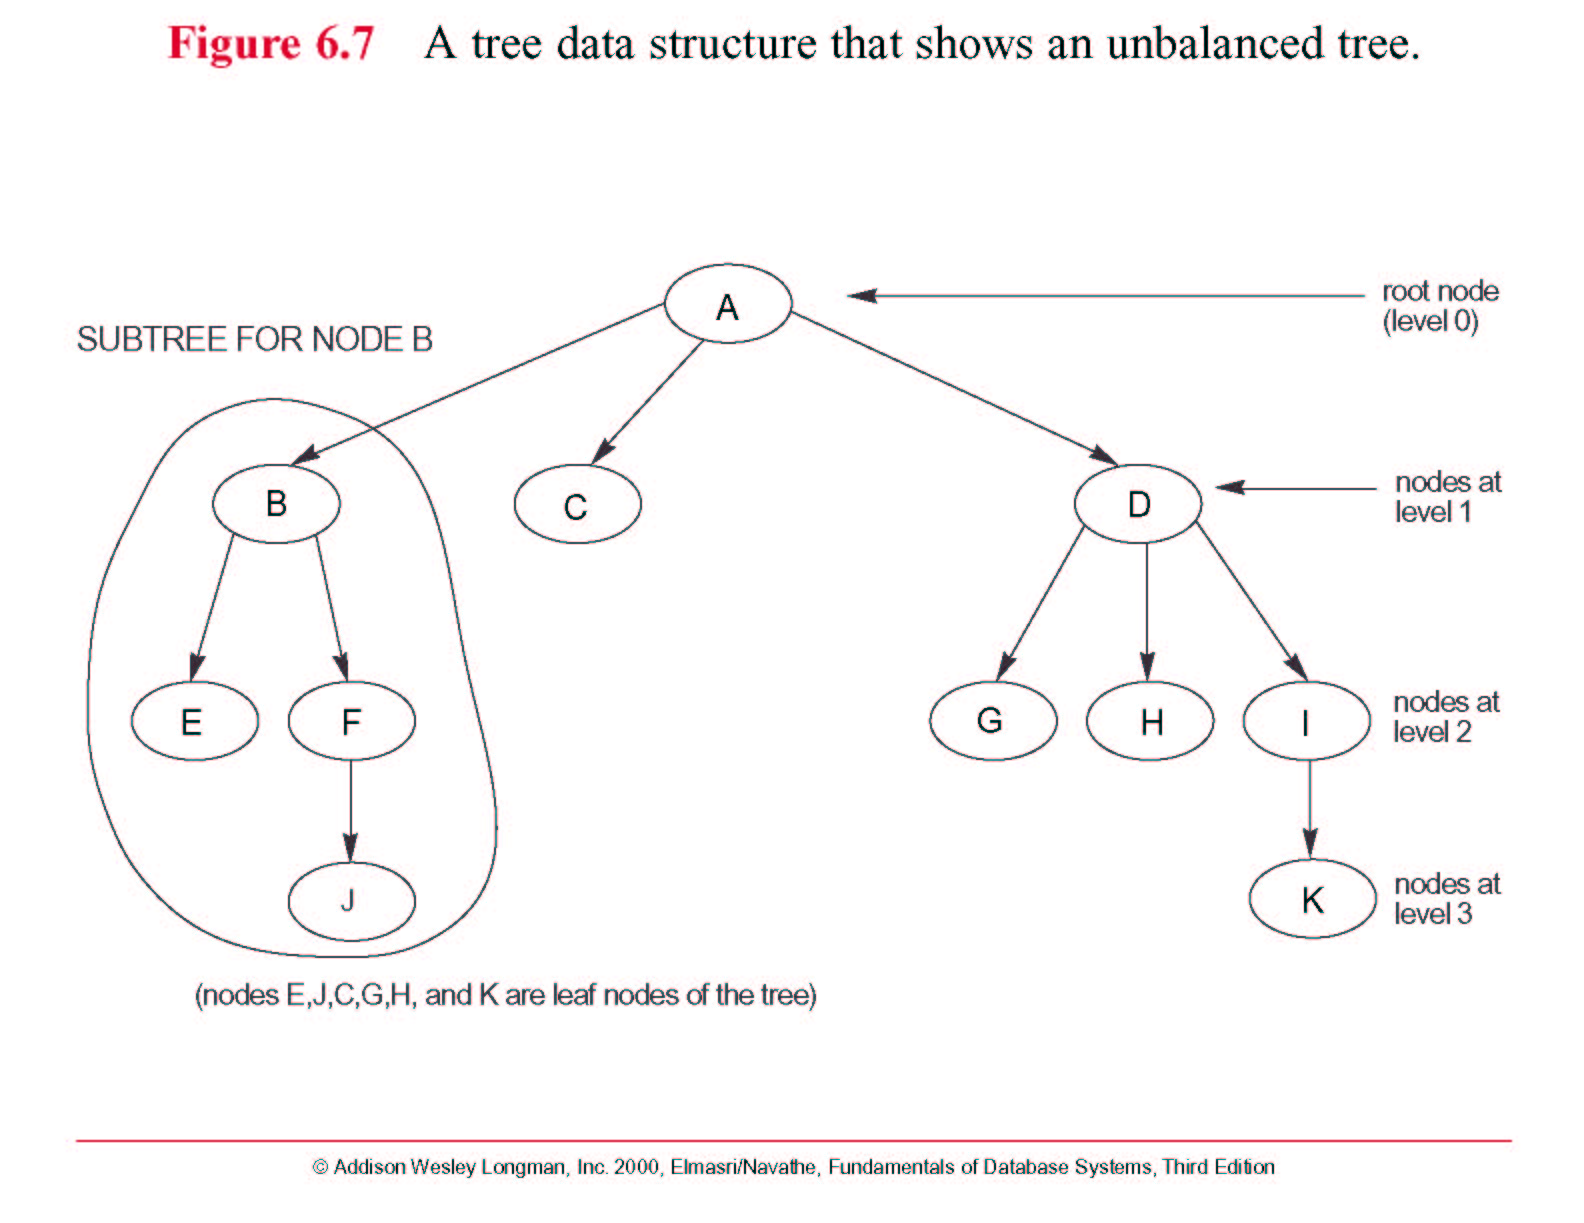 Figure 6.7 A tree data structure that shows an unbalanced tree.
A
root node
(level 0)
SUBTREE FOR NODE B
B
C
D
nodes at
level 1
E
F
G
H
I
nodes at
level 2
J
K
nodes at
level 3
(nodes E,J,C,G,H, and K are leaf nodes of the tree)
© Addison Wesley Longman, Inc. 2000, Elmasri/Navathe, Fundamentals of Database Systems, Third Edition